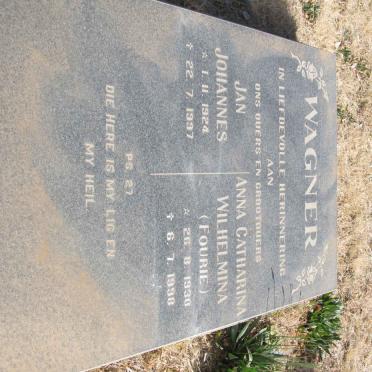 WAGNER
IN LIEFDEVOLLE HERINNERING
AAN
ONS OUERS EN GROOTOUERS
JAN
JOHANNES
☆ 1.11.1924
✝ 22.7.1997
ANNA CATHARINA
WILHELMINA
(FOURIE)
☆ 26.8.1930
✝ 6.7.1998
PS. 27
DIE HERE IS MY LIG EN
MY HEIL